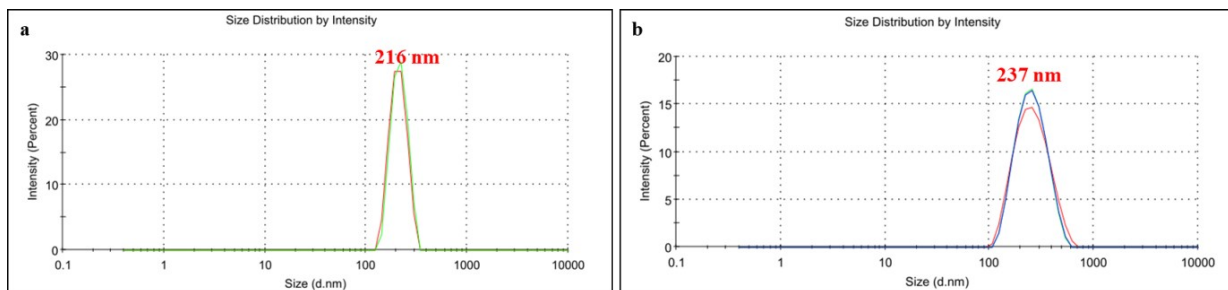 a
Size Distribution by Intensity
216 nm
Intensity (Percent)
30
20
10
0
0.1 1 10 100 1000 10000
Size (d.nm)
b
Size Distribution by Intensity
237 nm
Intensity (Percent)
20
15
10
5
0
0.1 1 10 100 1000 10000
Size (d.nm)